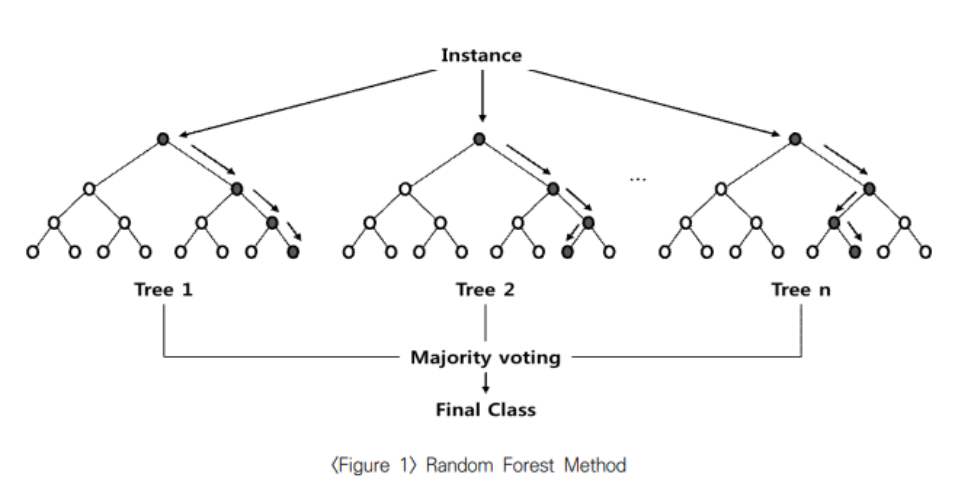 Instance
...
Tree 1
Tree 2
Tree n
Majority voting
Final Class
〈Figure 1〉 Random Forest Method